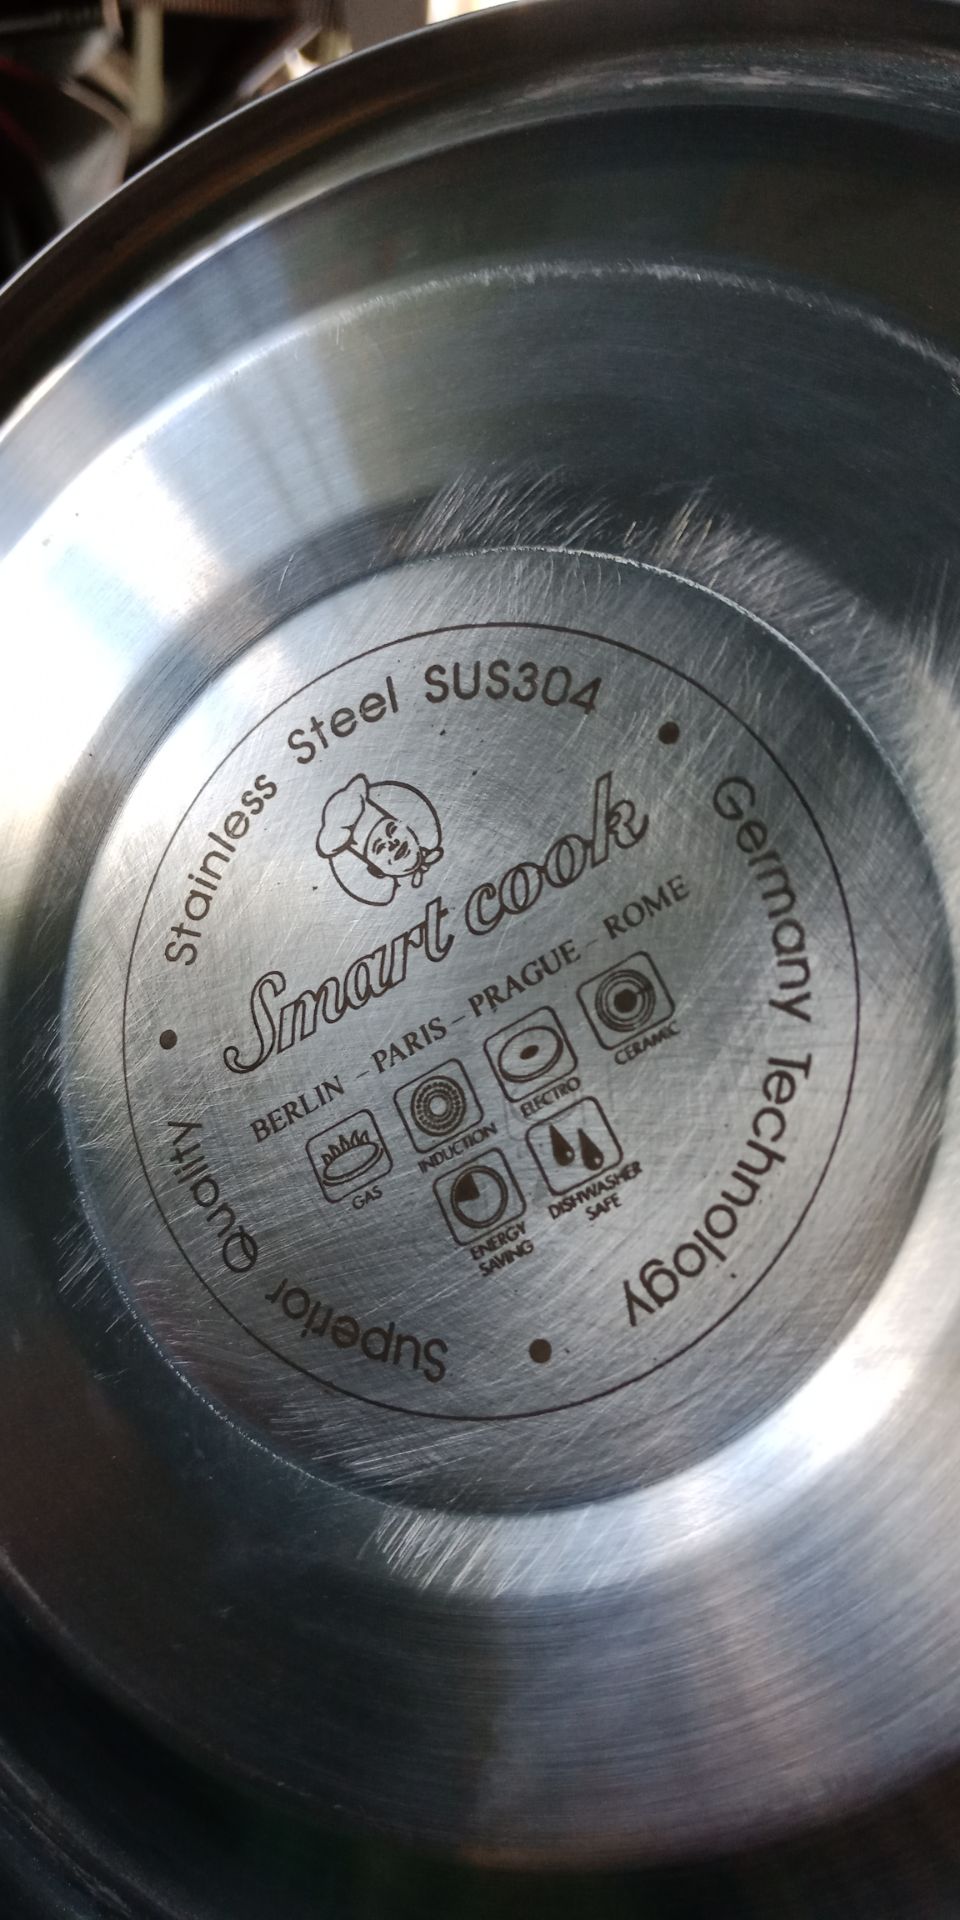 Stainless Steel SUS304
Smart cook
BERLIN – PARIS – PRAGUE – ROME
GAS
INDUCTION
ELECTRO
CERAMIC
ENERGY
SAVING
DISHWASHER
SAFE
Germany Technology
Superior Quality